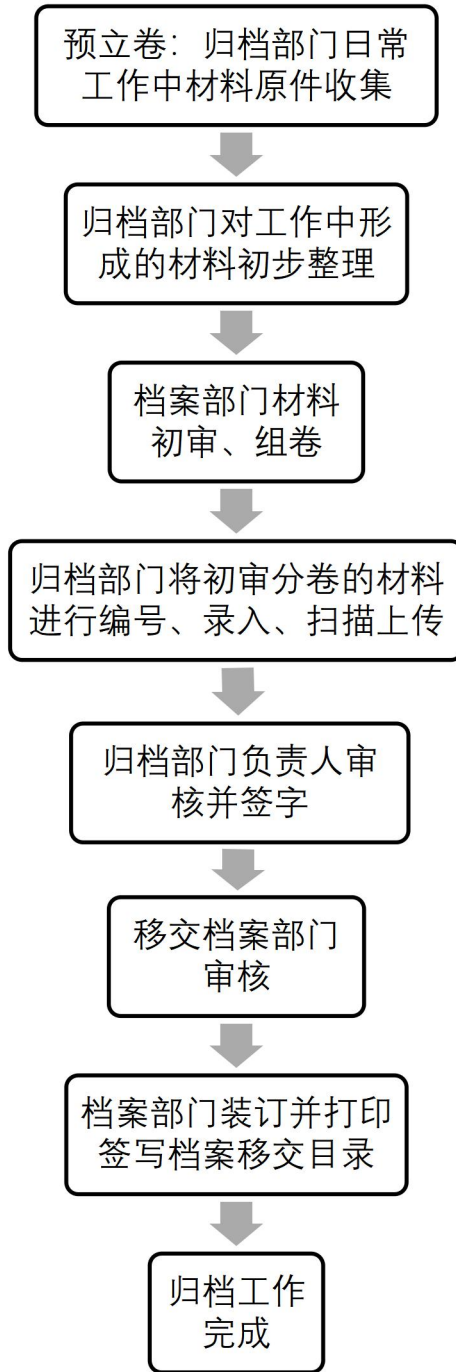 预立卷：归档部门日常
工作中材料原件收集
归档部门对工作中形
成的材料初步整理
档案部门材料
初审、组卷
归档部门将初审分卷的材料
进行编号、录入、扫描上传
归档部门负责人审
核并签字
移交档案部门
审核
档案部门装订并打印
签写档案移交目录
归档工作
完成